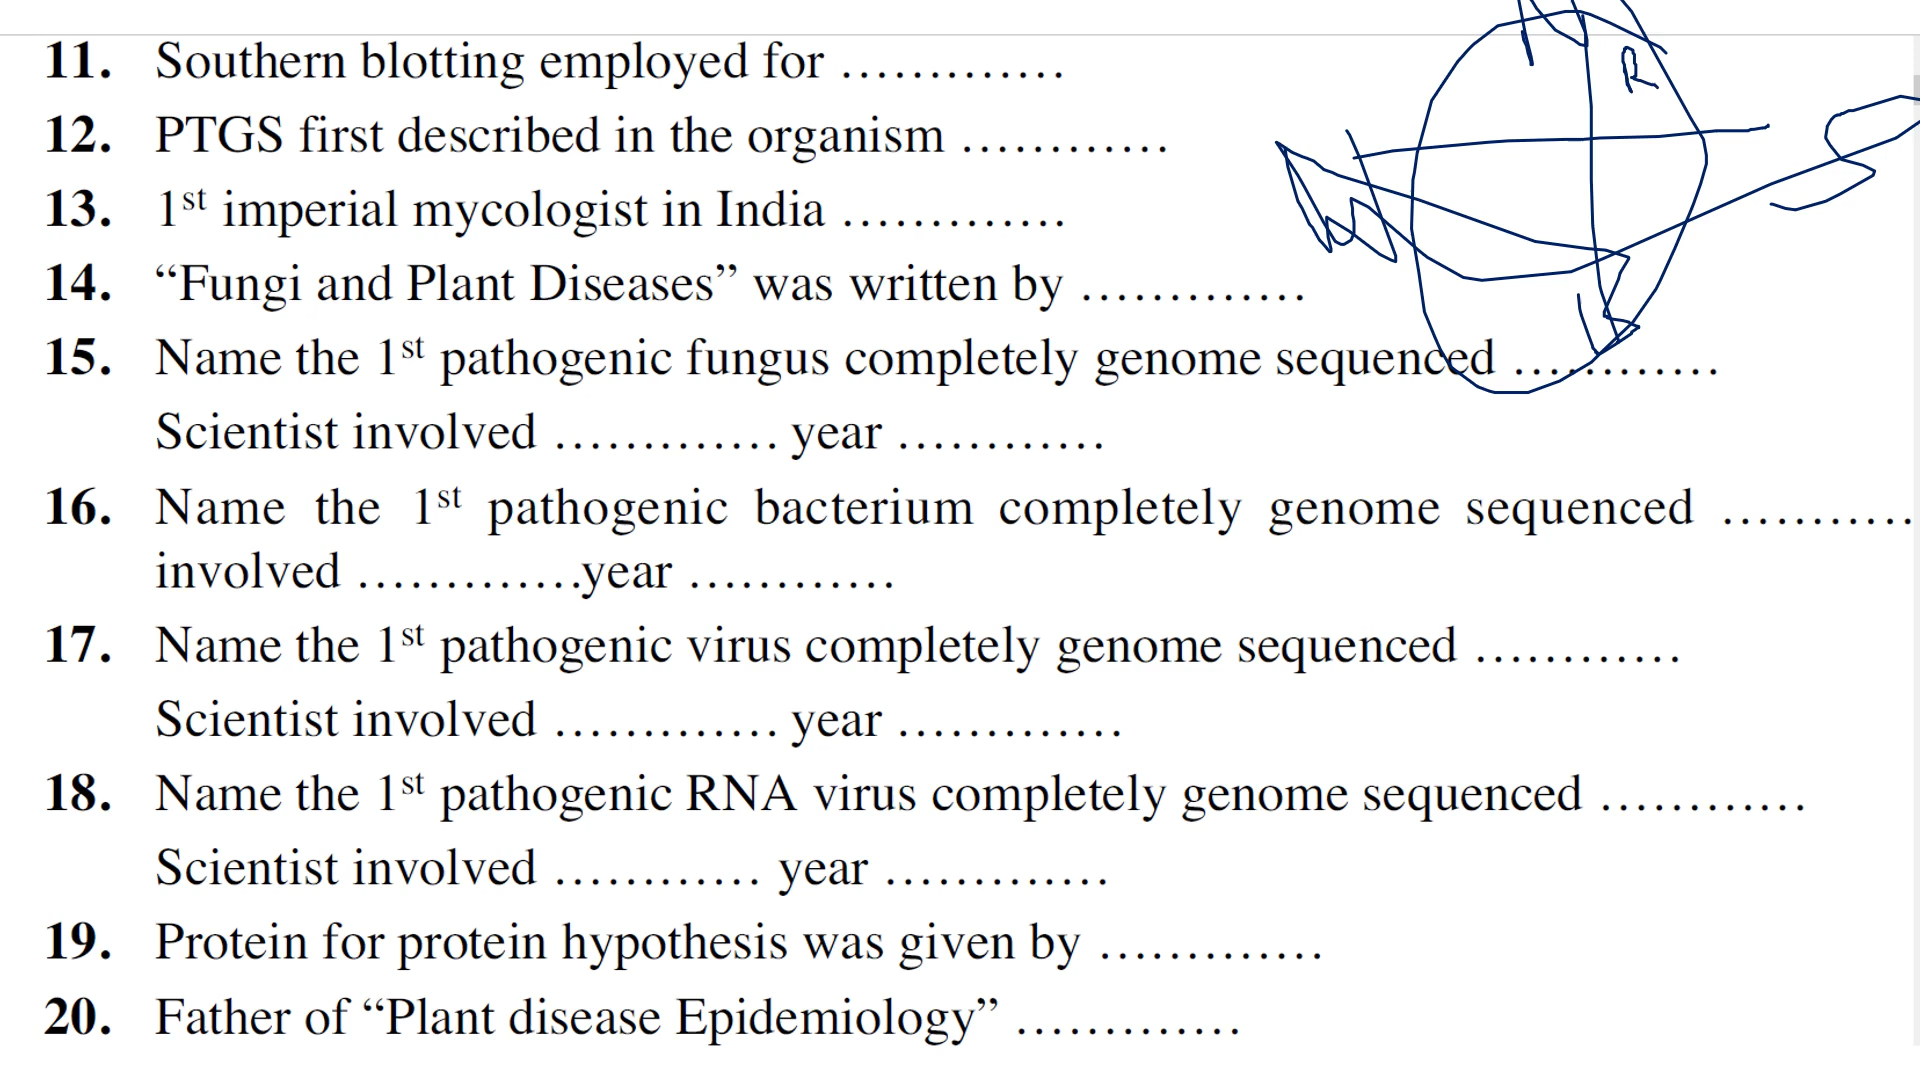 11. Southern blotting employed for .............
12. PTGS first described in the organism ............
13. 1st imperial mycologist in India .............
14. “Fungi and Plant Diseases” was written by .............
15. Name the 1st pathogenic fungus completely genome sequenced ............
Scientist involved ............. year ............
16. Name the 1st pathogenic bacterium completely genome sequenced ...........
involved .............year ............
17. Name the 1st pathogenic virus completely genome sequenced ............
Scientist involved ............. year .............
18. Name the 1st pathogenic RNA virus completely genome sequenced ............
Scientist involved ............ year .............
19. Protein for protein hypothesis was given by .............
20. Father of “Plant disease Epidemiology” .............